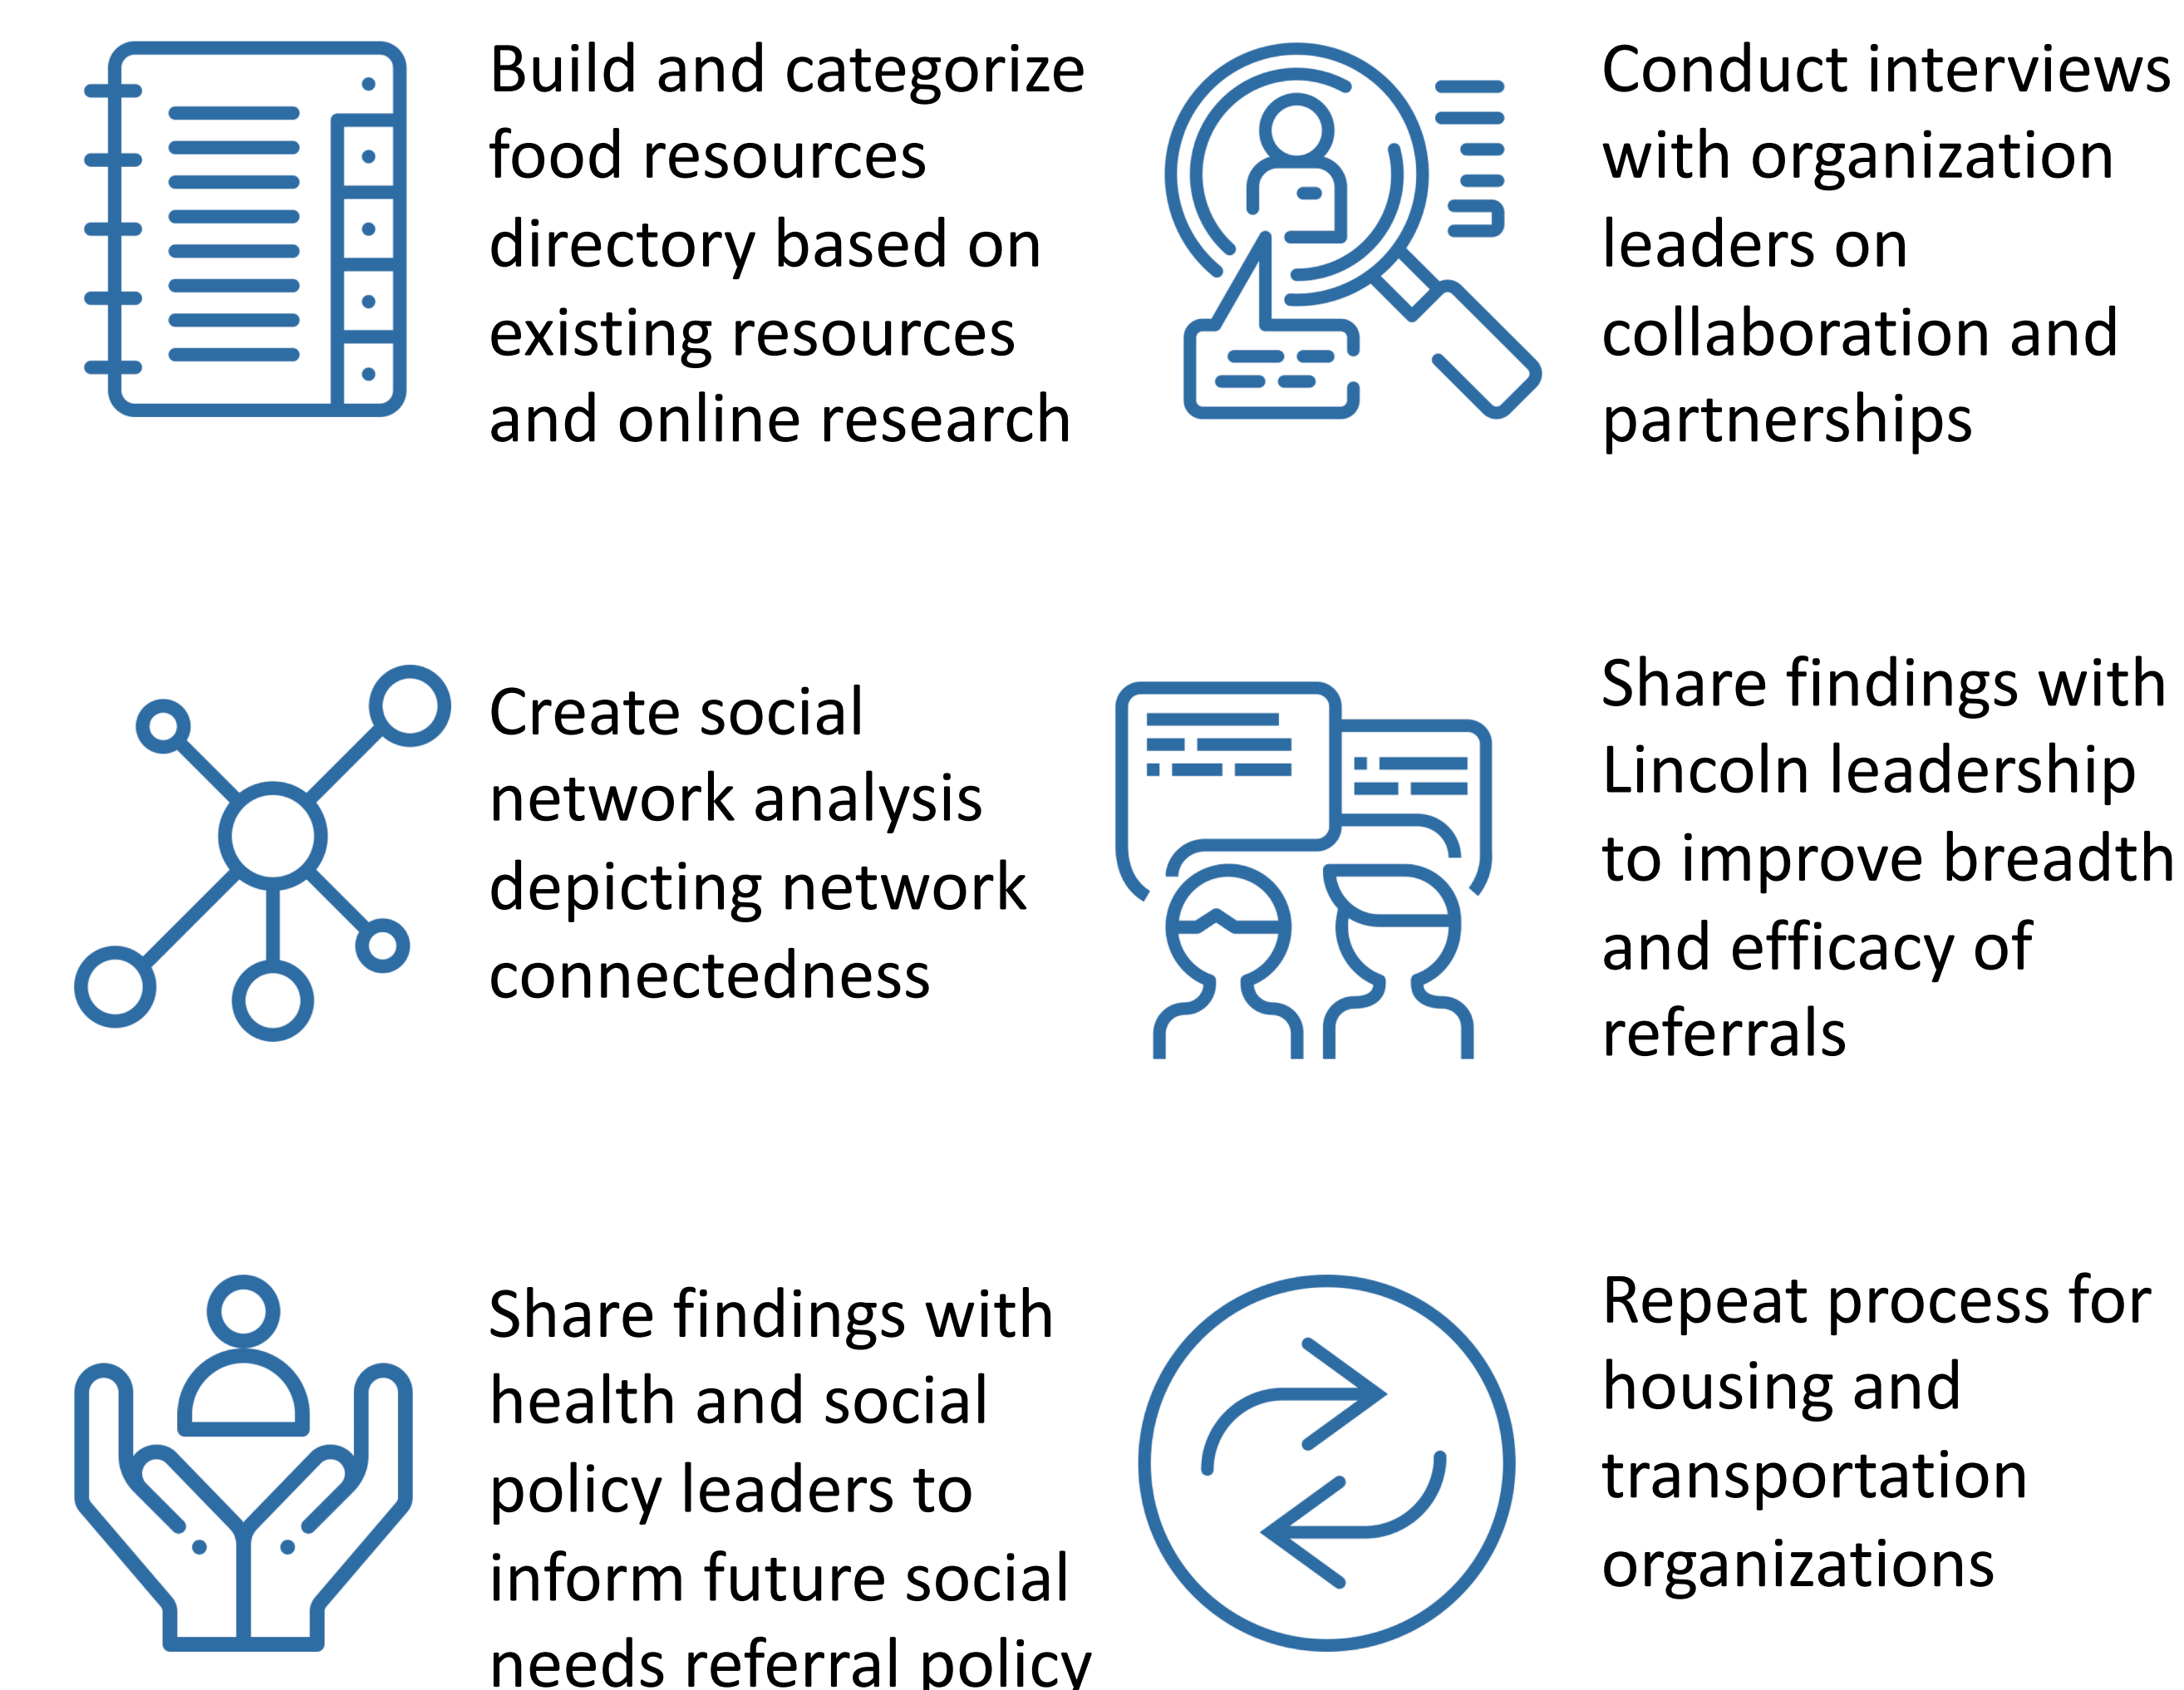 Build and categorize
food resources
directory based on
existing resources
and online research
Conduct interviews
with organization
leaders on
collaboration and
partnerships
Create social
network analysis
depicting network
connectedness
Share findings with
Lincoln leadership
to improve breadth
and efficacy of
referrals
Share findings with
health and social
policy leaders to
inform future social
needs referral policy
Repeat process for
housing and
transportation
organizations